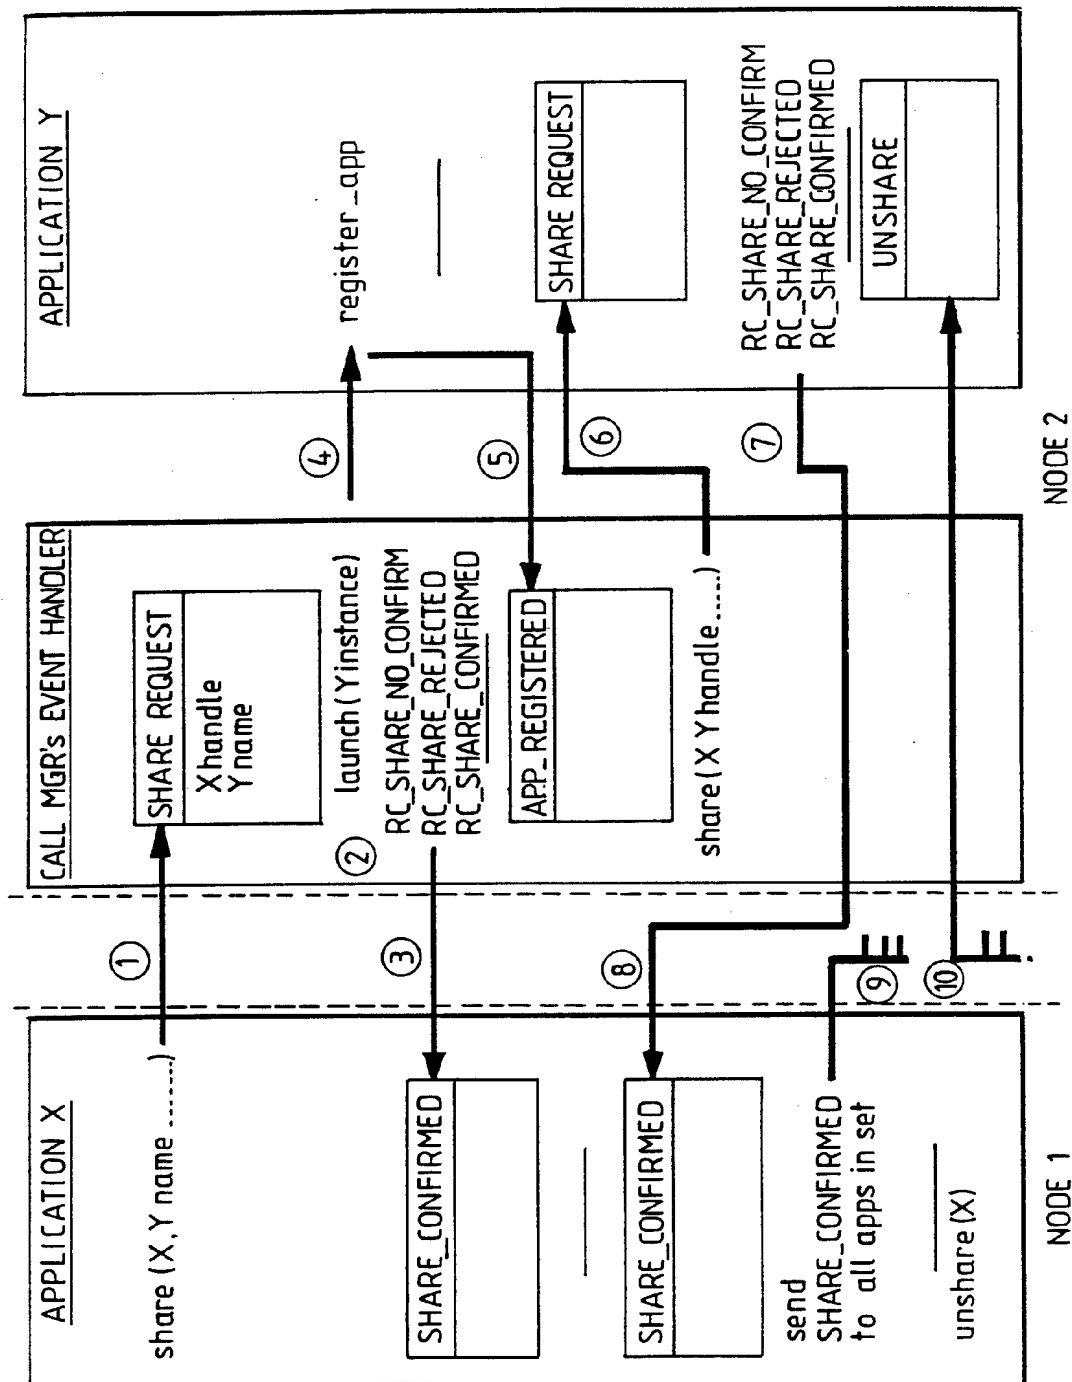 APPLICATION X
share (X,Y name ......)
SHARE_CONFIRMED
SHARE_CONFIRMED
send
SHARE_CONFIRMED
to all apps in set
unshare(X)
NODE 1
1
3
8
9
10
CALL MGR's EVENT HANDLER
SHARE REQUEST
X handle
Y name
2
launch(Yinstance)
RC_SHARE_NO_CONFIRM
RC_SHARE_REJECTED
RC_SHARE_CONFIRMED
APP_REGISTERED
share(X Y handle.....)
4
5
6
7
APPLICATION Y
register_app
SHARE REQUEST
RC_SHARE_NO_CONFIRM
RC_SHARE_REJECTED
RC_SHARE_CONFIRMED
UNSHARE
NODE 2